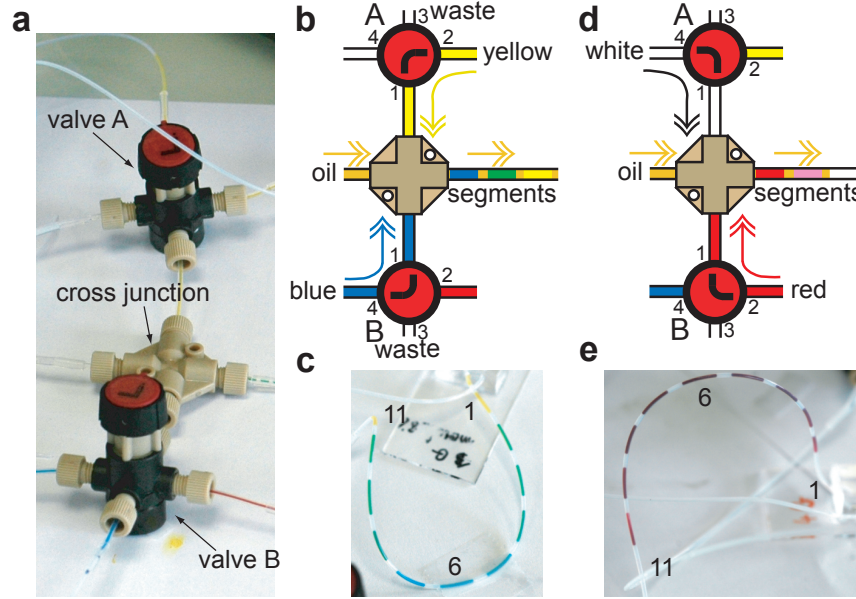 a
valve A
cross junction
valve B
b
A
3
waste
4
2
yellow
1
oil
segments
1
2
blue
4
B
3
waste
c
11
1
6
d
A
3
4
white
2
1
oil
segments
1
4
2
red
B
3
e
6
1
11